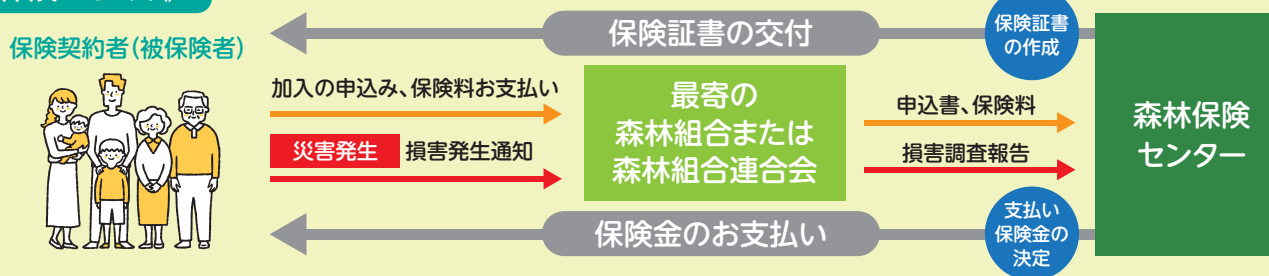 保険契約者(被保険者)
保険証書の交付
保険証書
の作成
加入の申込み、保険料お支払い
災害発生 損害発生通知
最寄の
森林組合または
森林組合連合会
申込書、保険料
損害調査報告
森林保険
センター
保険金のお支払い
支払い
保険金の
決定